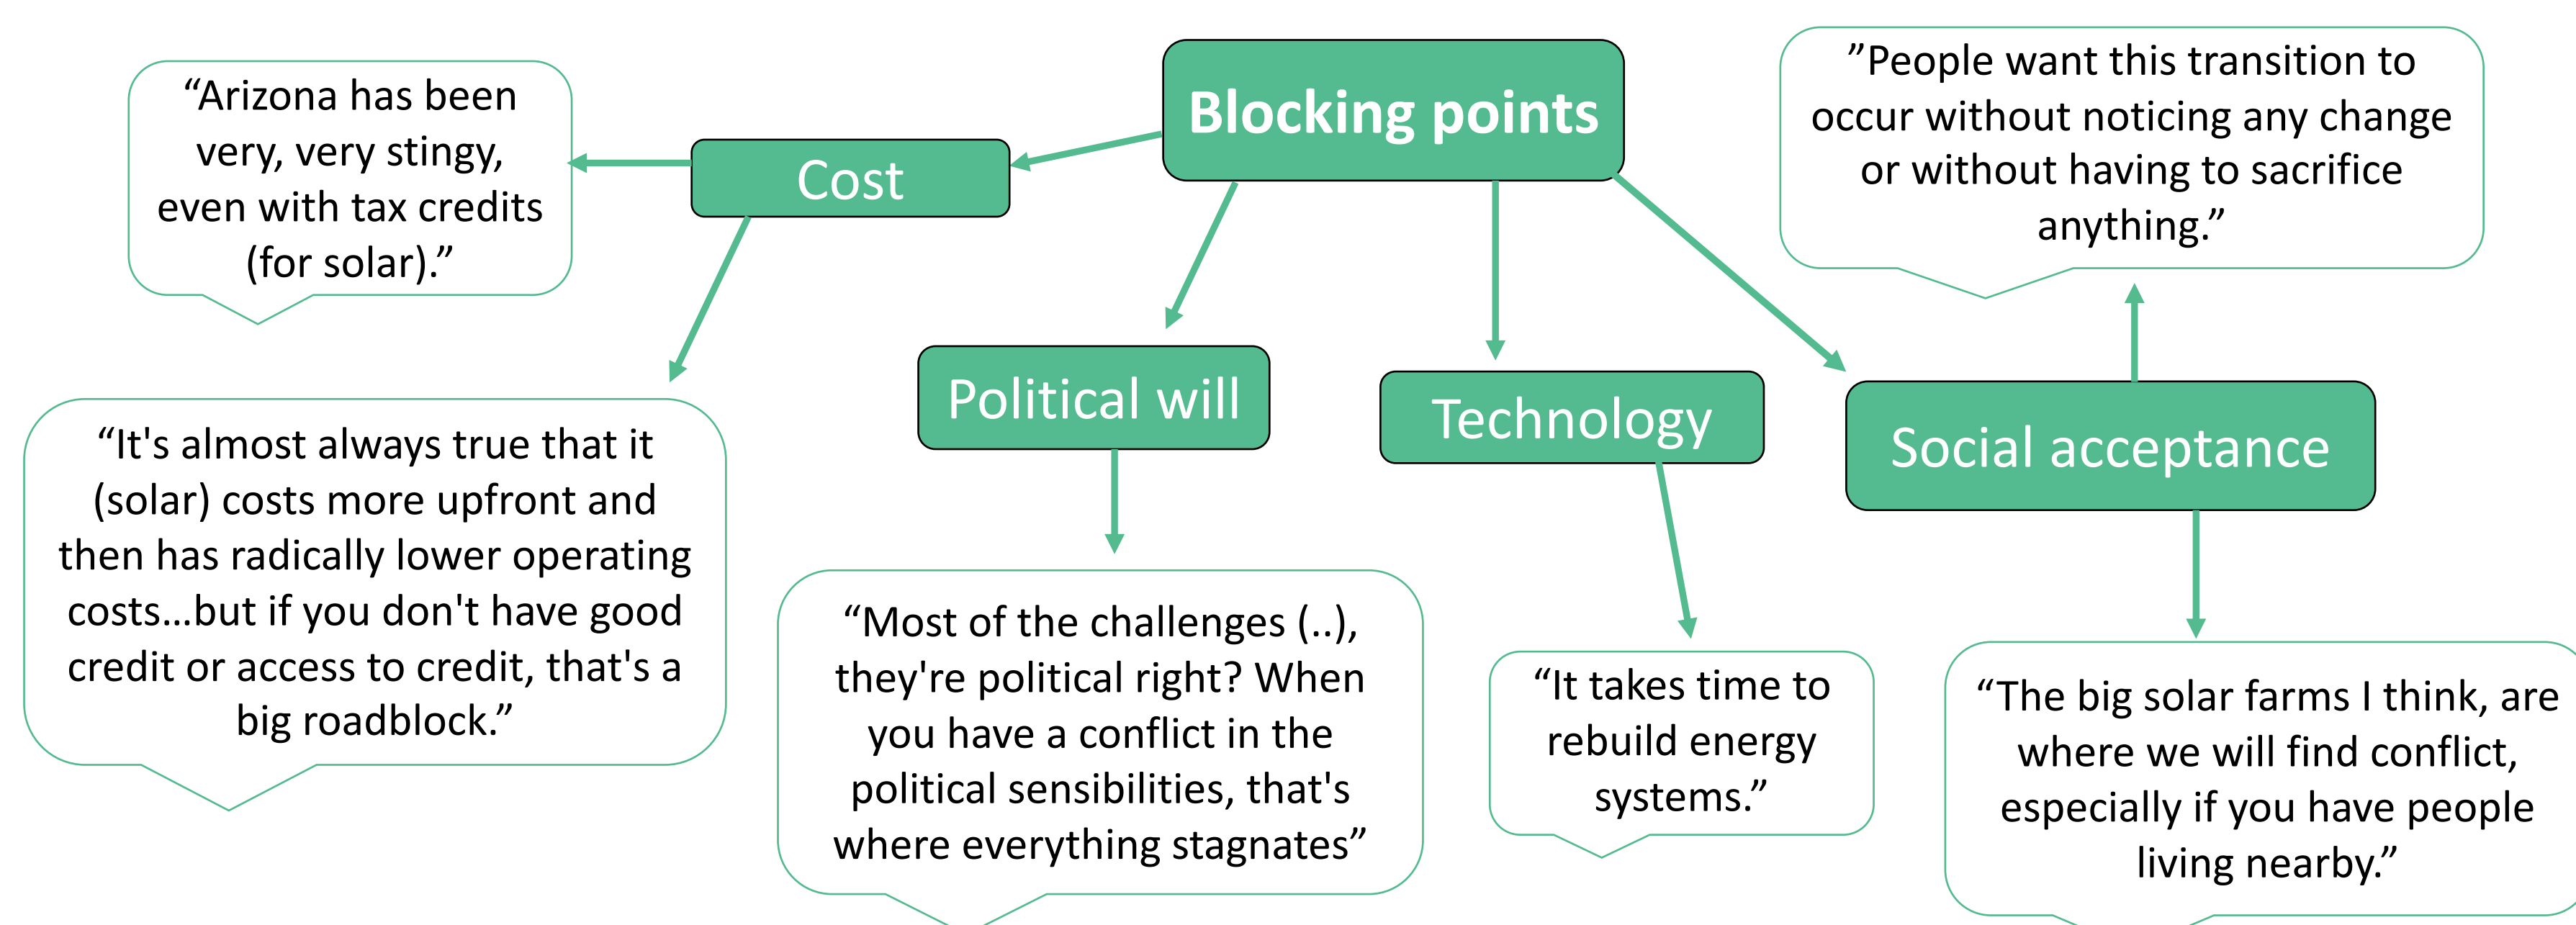 Blocking points
Cost
“Arizona has been
very, very stingy,
even with tax credits
(for solar).”
“It's almost always true that it
(solar) costs more upfront and
then has radically lower operating
costs...but if you don't have good
credit or access to credit, that's a
big roadblock.”
Political will
“Most of the challenges (..),
they're political right? When
you have a conflict in the
political sensibilities, that's
where everything stagnates”
Technology
“It takes time to
rebuild energy
systems.”
Social acceptance
”People want this transition to
occur without noticing any change
or without having to sacrifice
anything.”
“The big solar farms I think, are
where we will find conflict,
especially if you have people
living nearby.”